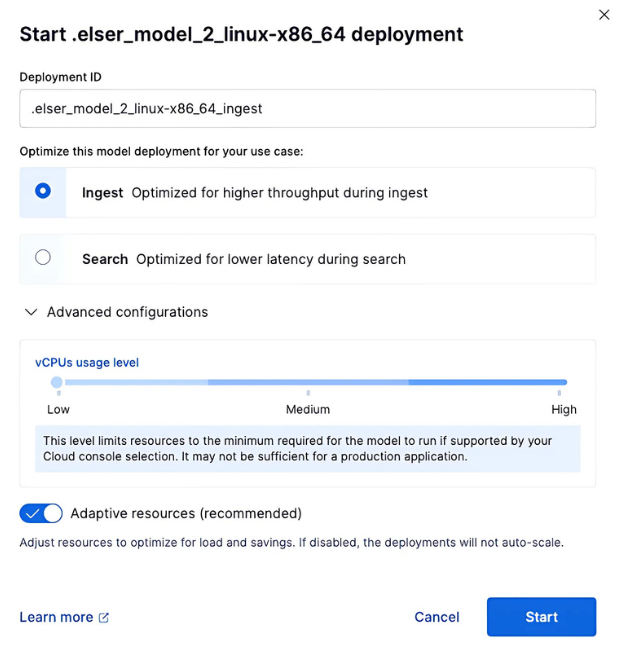 Start .elser_model_2_linux-x86_64 deployment
Deployment ID
.elser_model_2_linux-x86_64_ingest
Optimize this model deployment for your use case:
Ingest Optimized for higher throughput during ingest
Search Optimized for lower latency during search
Advanced configurations
vCPUs usage level
Low Medium High
This level limits resources to the minimum required for the model to run if supported by your
Cloud console selection. It may not be sufficient for a production application.
Adaptive resources (recommended)
Adjust resources to optimize for load and savings. If disabled, the deployments will not auto-scale.
Learn more Cancel Start